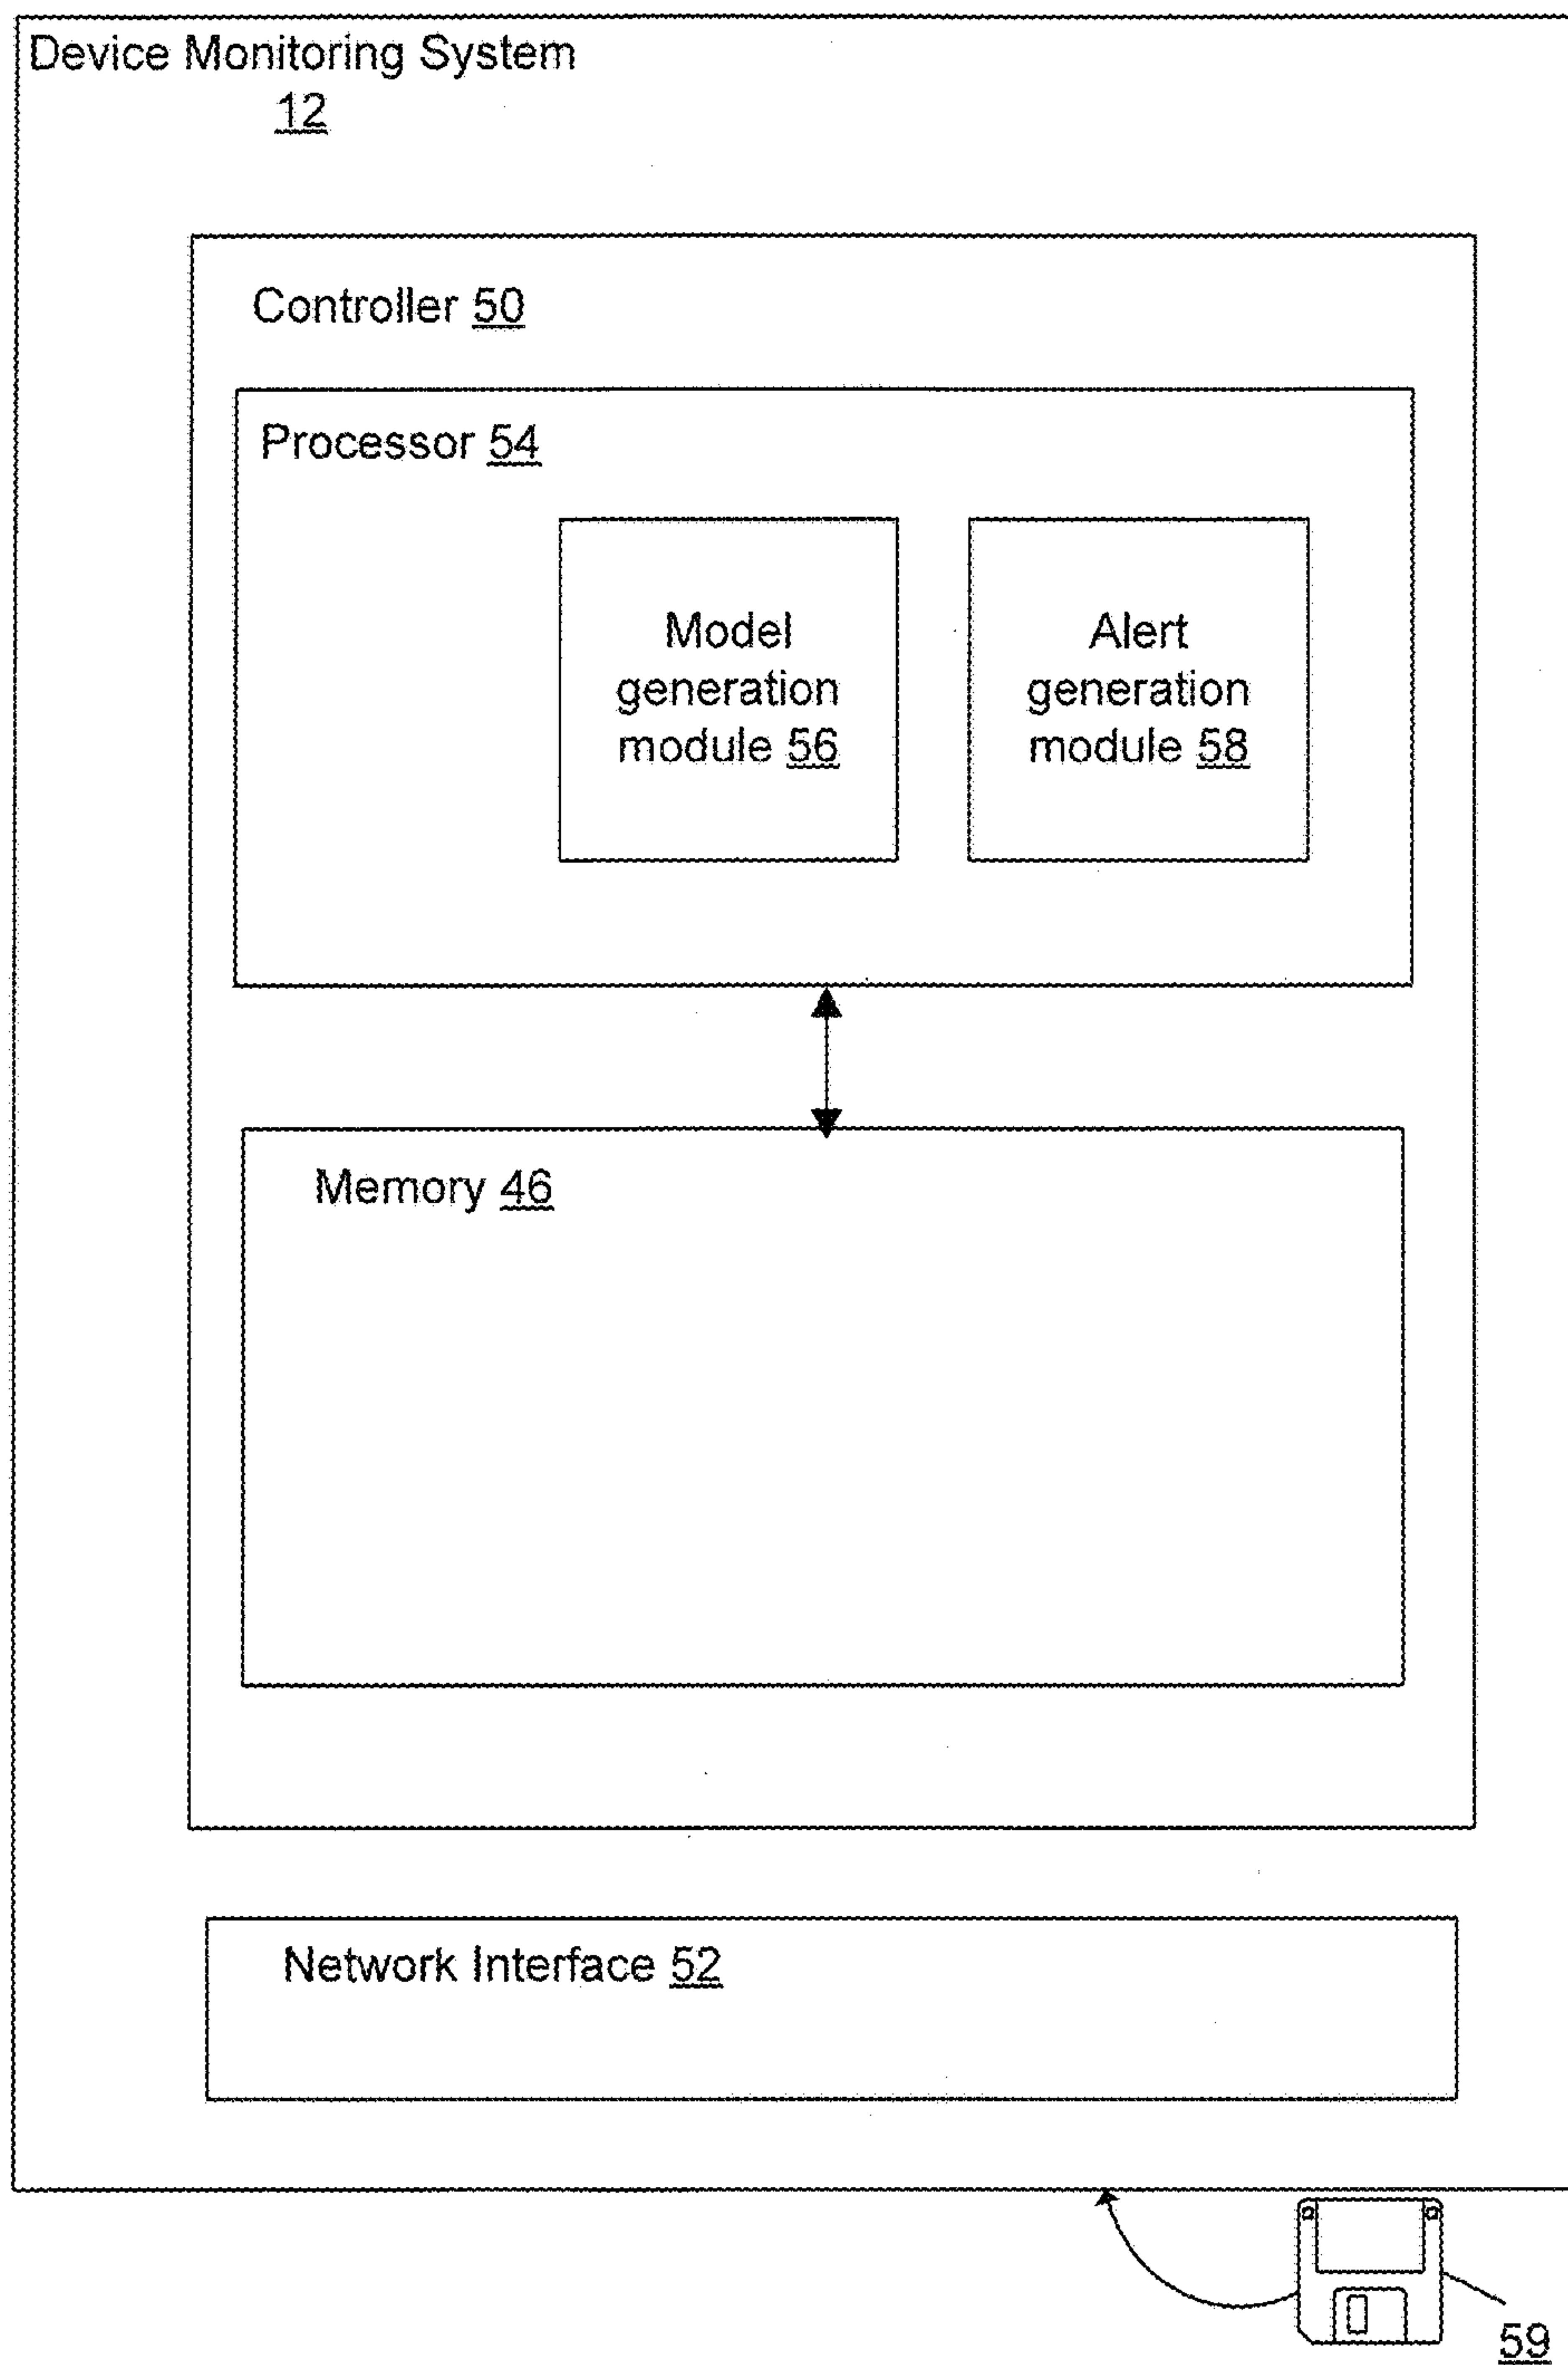 Device Monitoring System
12
Controller 50
Processor 54
Model
generation
module 56
Alert
generation
module 58
Memory 46
Network Interface 52
59